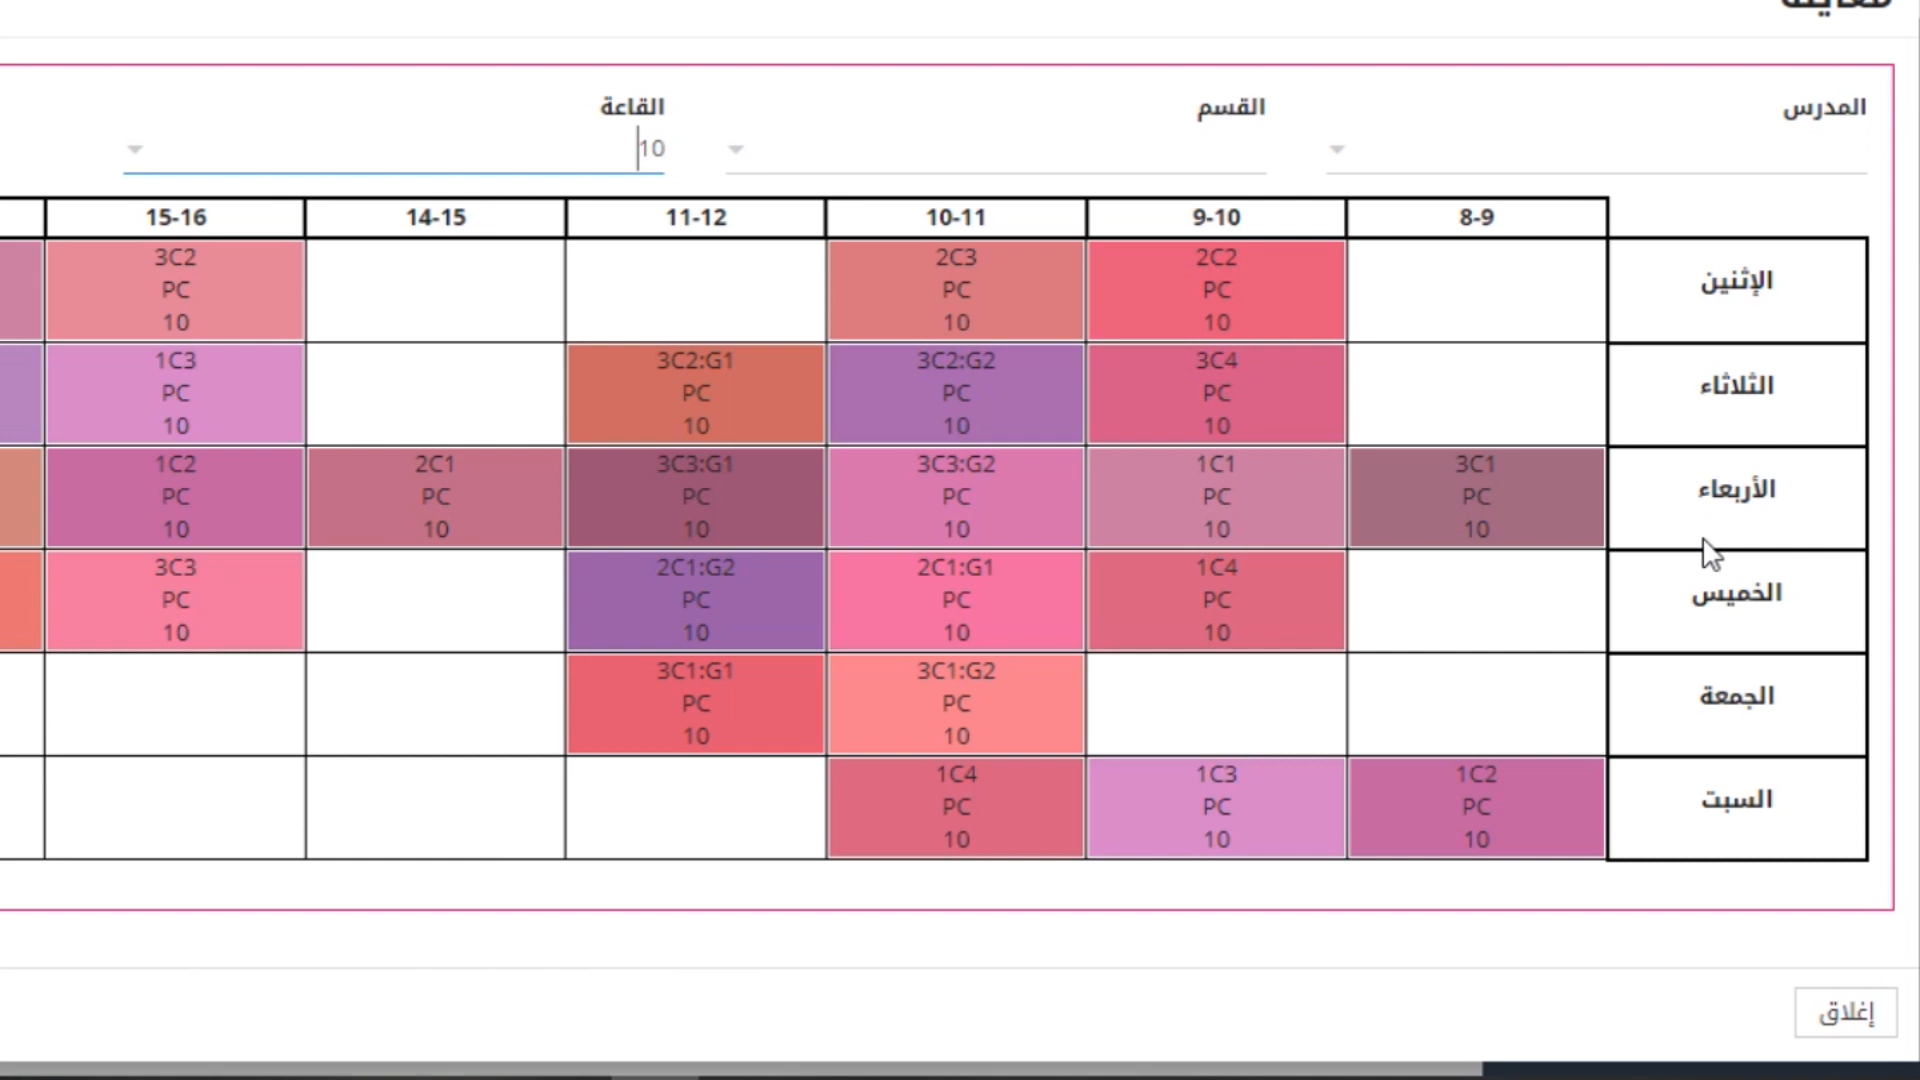 معاينة
المدرس
القسم
القاعة
10
8-9 9-10 10-11 11-12 14-15 15-16
الإثنين
2C2
PC
10
2C3
PC
10
3C2
PC
10
الثلاثاء
3C4
PC
10
3C2:G2
PC
10
3C2:G1
PC
10
1C3
PC
10
الأربعاء
3C1
PC
10
1C1
PC
10
3C3:G2
PC
10
3C3:G1
PC
10
2C1
PC
10
1C2
PC
10
الخميس
1C4
PC
10
2C1:G1
PC
10
2C1:G2
PC
10
3C3
PC
10
الجمعة
3C1:G2
PC
10
3C1:G1
PC
10
السبت
1C2
PC
10
1C3
PC
10
1C4
PC
10
إغلاق